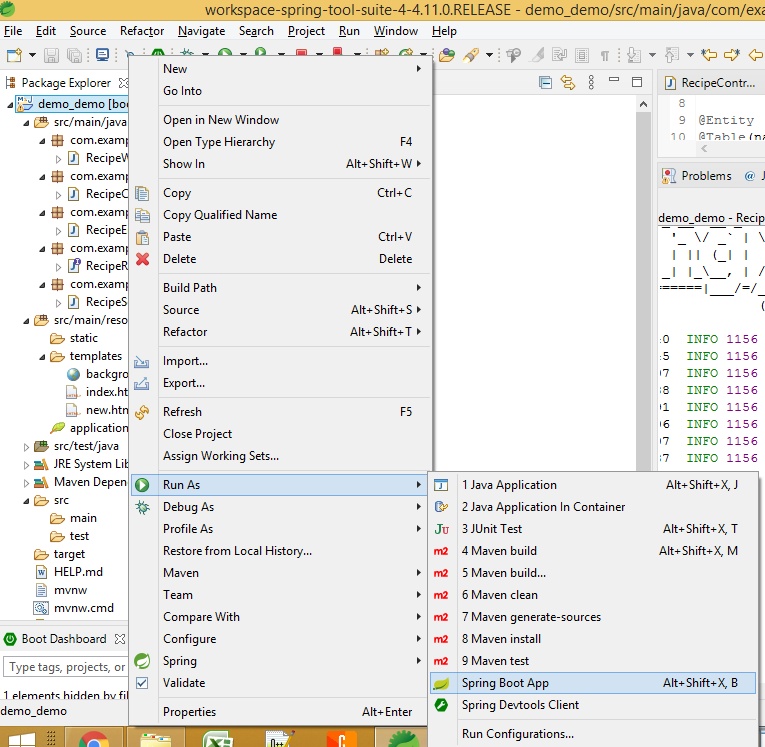 workspace-spring-tool-suite-4-4.11.0.RELEASE - demo_demo/src/main/java/com/exa
File Edit Source Refactor Navigate Search Project Run Window Help
Package Explorer
demo_demo [boo
src/main/java
com.examp
RecipeW
com.examp
RecipeC
com.examp
RecipeE
com.examp
RecipeR
com.examp
RecipeS
src/main/reso
static
templates
backgro
index.ht
new.htm
application
src/test/java
JRE System Lib
Maven Depen
src
main
test
target
HELP.md
mvnw
mvnw.cmd
Boot Dashboard
Type tags, projects, or
1 elements hidden by fil
demo_demo
New
Go Into
Open in New Window
Open Type Hierarchy F4
Show In Alt+Shift+W
Copy Ctrl+C
Copy Qualified Name
Paste Ctrl+V
Delete Delete
Build Path
Source Alt+Shift+S
Refactor Alt+Shift+T
Import...
Export...
Refresh F5
Close Project
Assign Working Sets...
Run As
Debug As
Profile As
Restore from Local History...
Maven
Team
Compare With
Configure
Spring
Validate
Properties Alt+Enter
1 Java Application Alt+Shift+X, J
2 Java Application In Container
3 JUnit Test Alt+Shift+X, T
4 Maven build Alt+Shift+X, M
5 Maven build...
6 Maven clean
7 Maven generate-sources
8 Maven install
9 Maven test
Spring Boot App Alt+Shift+X, B
Spring Devtools Client
Run Configurations...
RecipeContr...
8
9 @Entity
10 @Table(na
Problems @ J
demo_demo - Recip
40 INFO 1156
45 INFO 1156
97 INFO 1156
88 INFO 1156
91 INFO 1156
06 INFO 1156
97 INFO 1156
87 INFO 1156